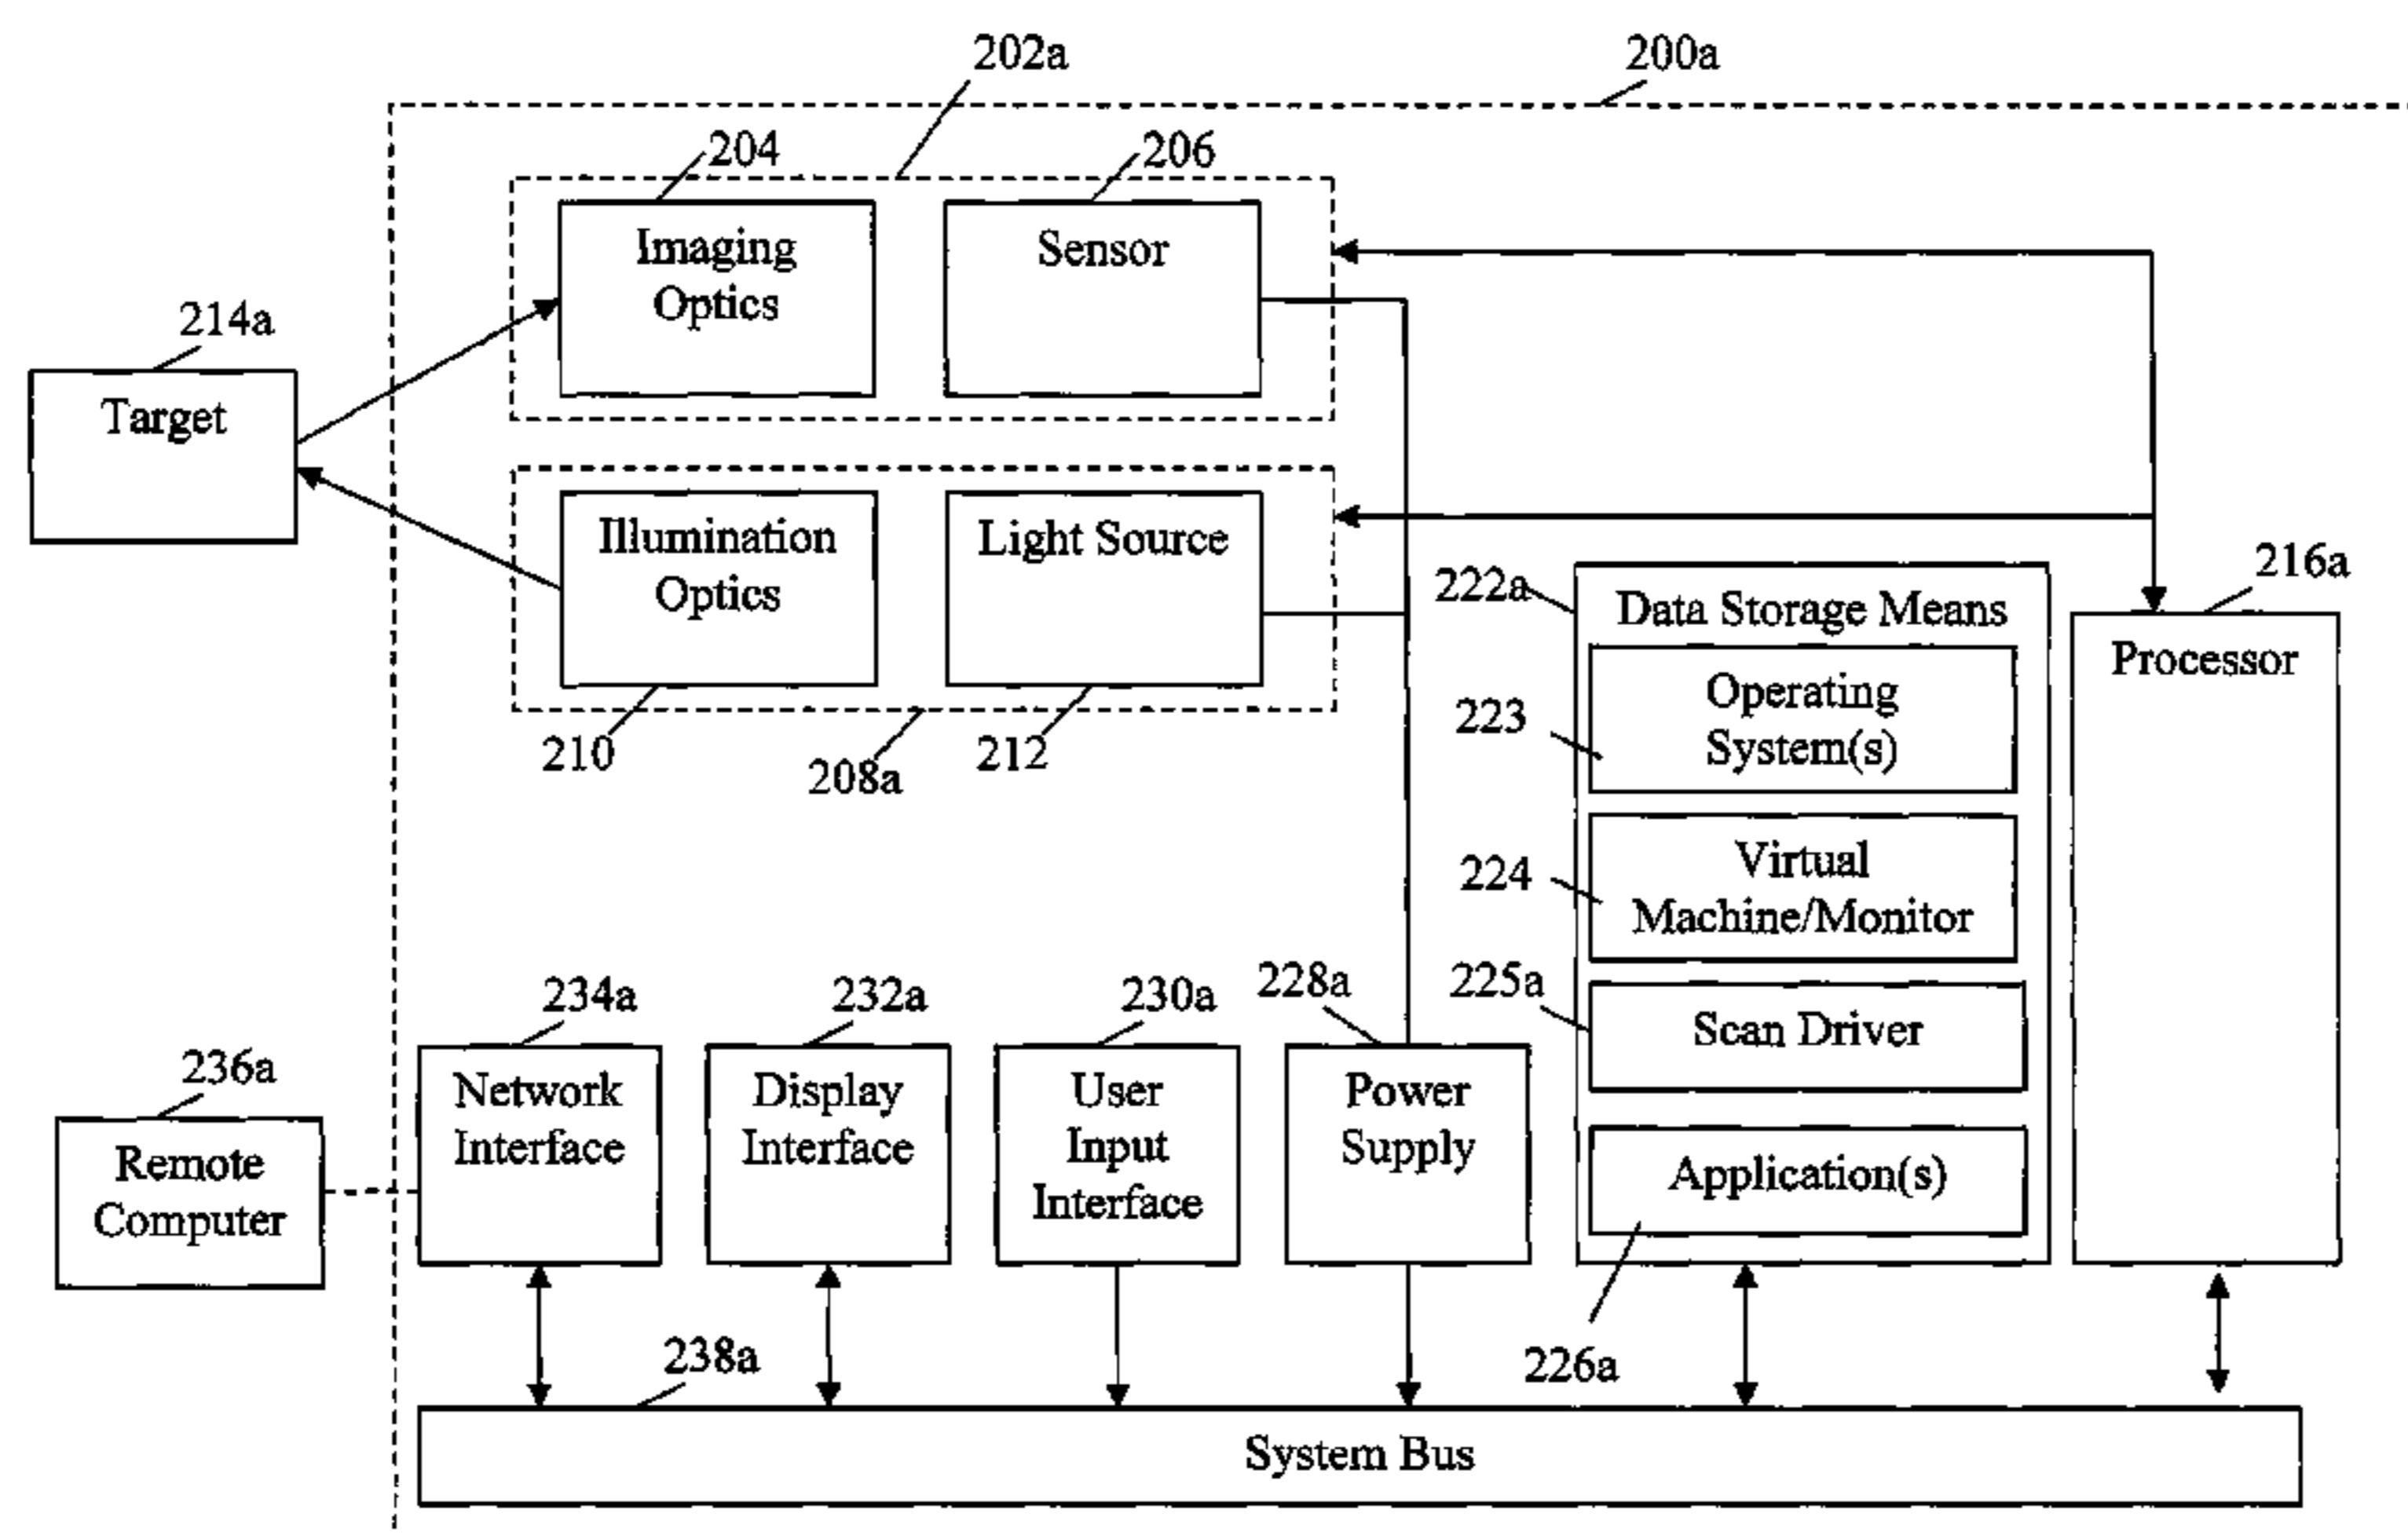 202a
200a
204
206
Imaging
Optics
Sensor
214a
Target
Illumination
Optics
Light Source
222a
216a
Data Storage Means
Processor
Operating
System(s)
223
210
208a
212
Virtual
Machine/Monitor
224
234a
232a
230a
228a
225a
Scan Driver
236a
Remote
Computer
Network
Interface
Display
Interface
User
Input
Interface
Power
Supply
Application(s)
226a
238a
System Bus